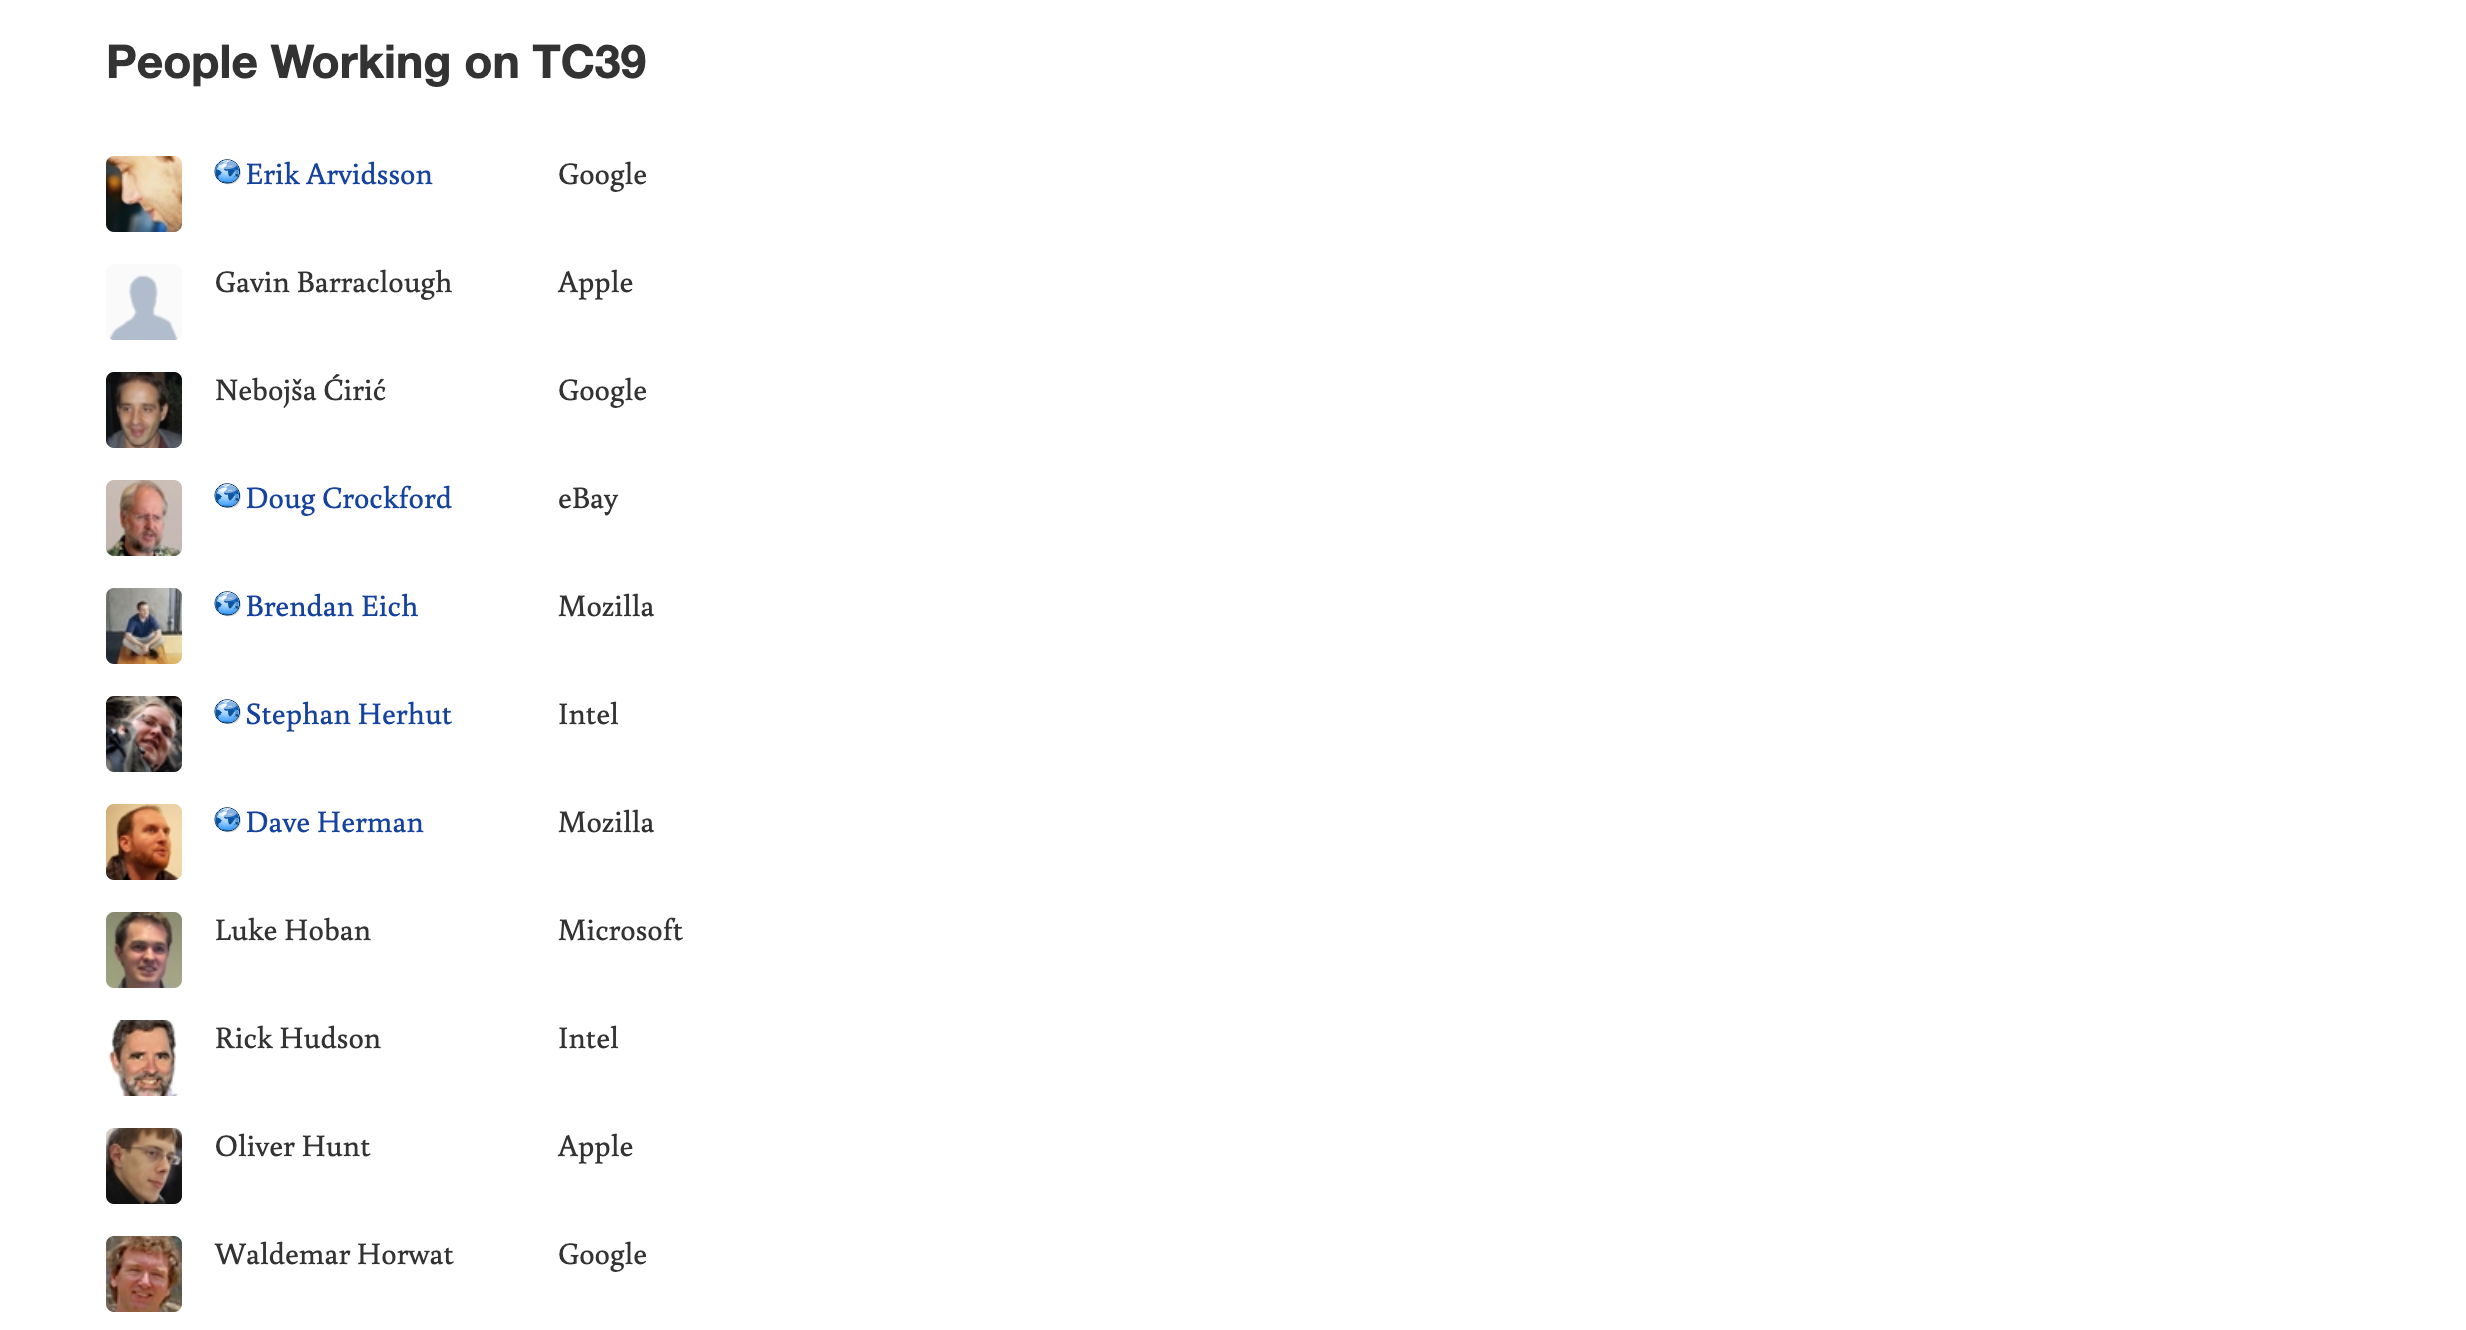 People Working on TC39
Erik Arvidsson Google
Gavin Barraclough Apple
Nebojša Ćirić Google
Doug Crockford eBay
Brendan Eich Mozilla
Stephan Herhut Intel
Dave Herman Mozilla
Luke Hoban Microsoft
Rick Hudson Intel
Oliver Hunt Apple
Waldemar Horwat Google